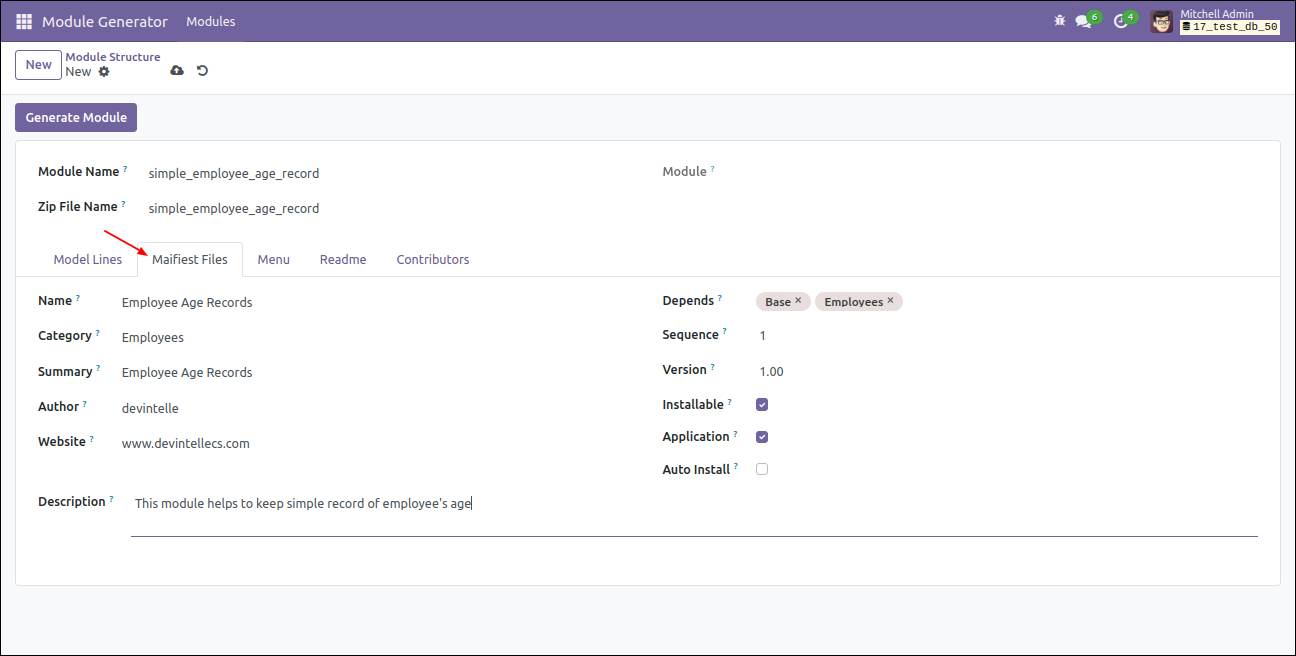 Module Generator Modules 6 4 Mitchell Admin
17_test_db_50
New Module Structure
New
Generate Module
Module Name ? simple_employee_age_record Module ?
Zip File Name ? simple_employee_age_record
Model Lines Maifiest Files Menu Readme Contributors
Name ? Employee Age Records Depends ? Base × Employees ×
Category ? Employees Sequence ? 1
Summary ? Employee Age Records Version ? 1.00
Author ? devintelle Installable ?
Website ? www.devintellecs.com Application ?
Auto Install ?
Description ? This module helps to keep simple record of employee's age